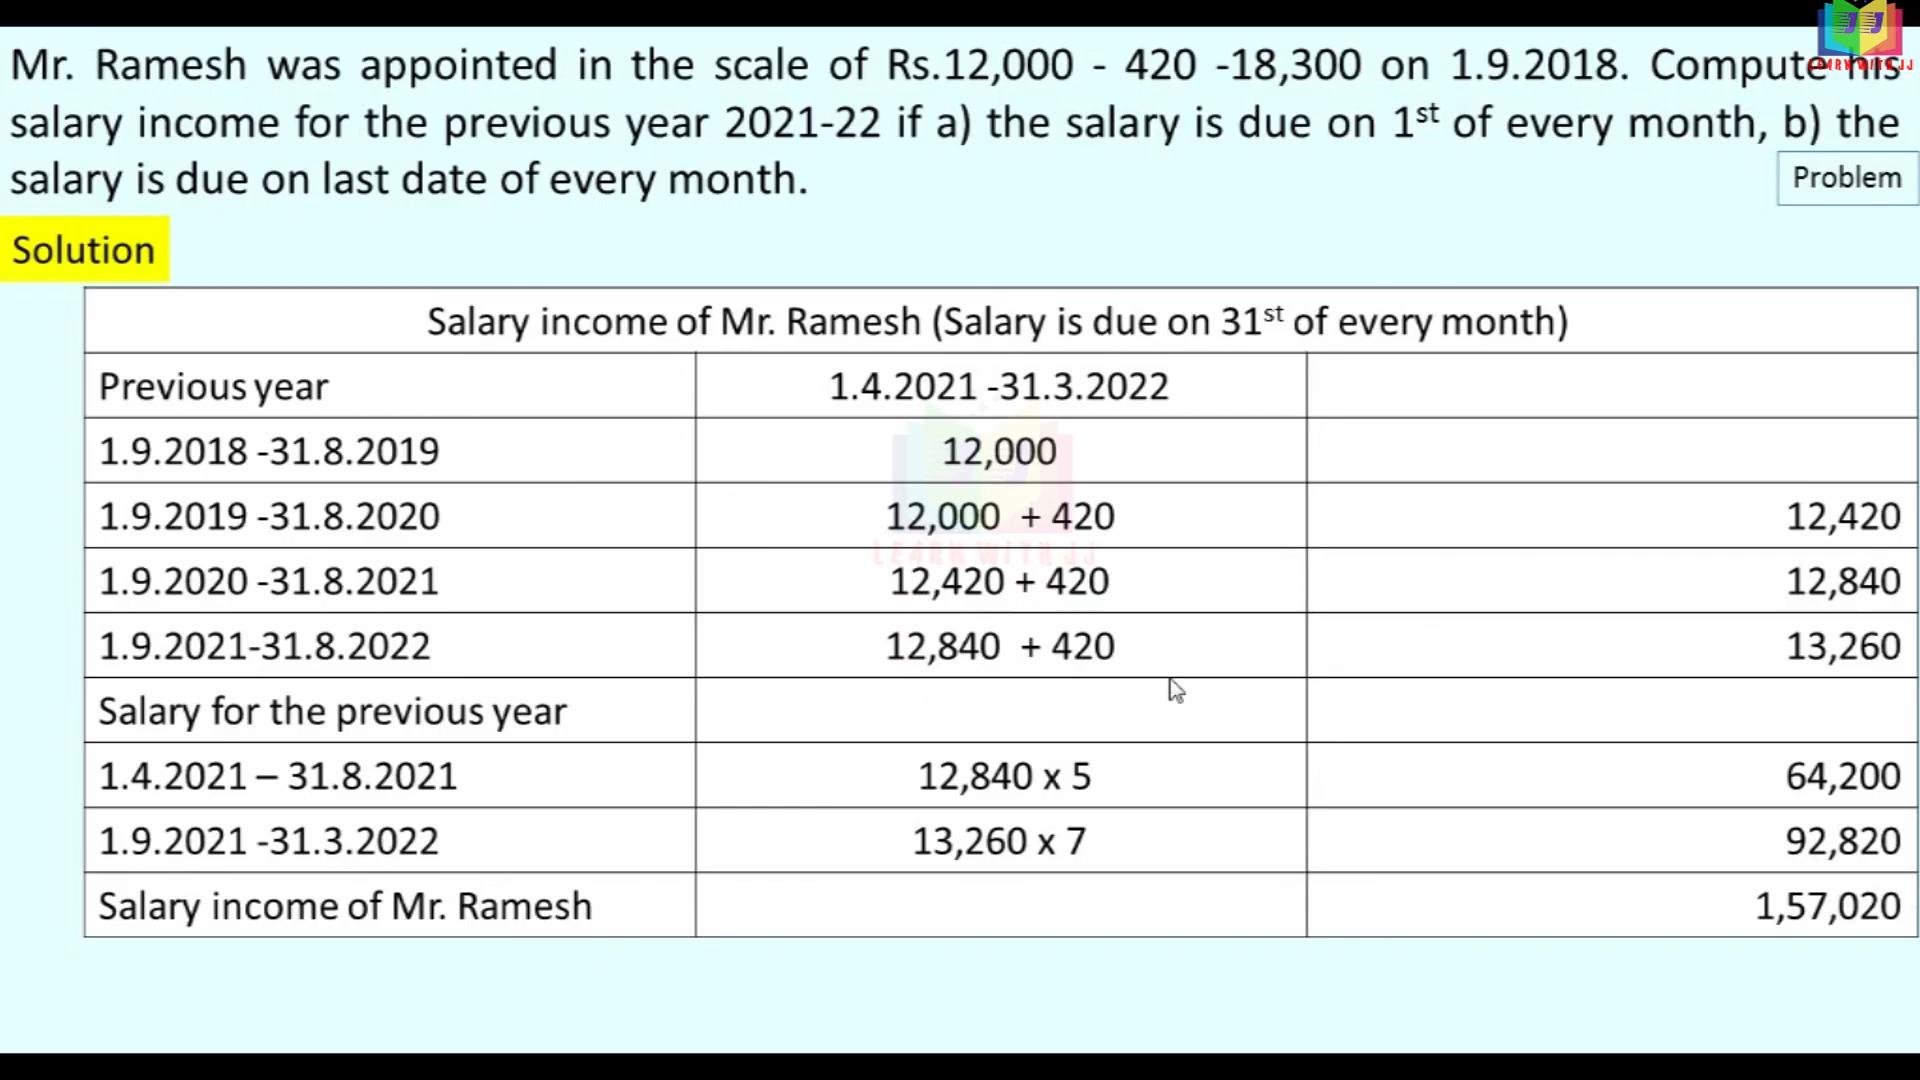 Mr. Ramesh was appointed in the scale of Rs.12,000 - 420 -18,300 on 1.9.2018. Compute his
LEARN WITH JJ
salary income for the previous year 2021-22 if a) the salary is due on 1st of every month, b) the
salary is due on last date of every month.
Problem
Solution
Salary income of Mr. Ramesh (Salary is due on 31st of every month)
Previous year 1.4.2021 -31.3.2022
1.9.2018 -31.8.2019 12,000
1.9.2019 -31.8.2020 12,000 + 420 12,420
LEARN WITH JJ
1.9.2020 -31.8.2021 12,420 + 420 12,840
1.9.2021-31.8.2022 12,840 + 420 13,260
Salary for the previous year
1.4.2021 – 31.8.2021 12,840 x 5 64,200
1.9.2021 -31.3.2022 13,260 x 7 92,820
Salary income of Mr. Ramesh 1,57,020